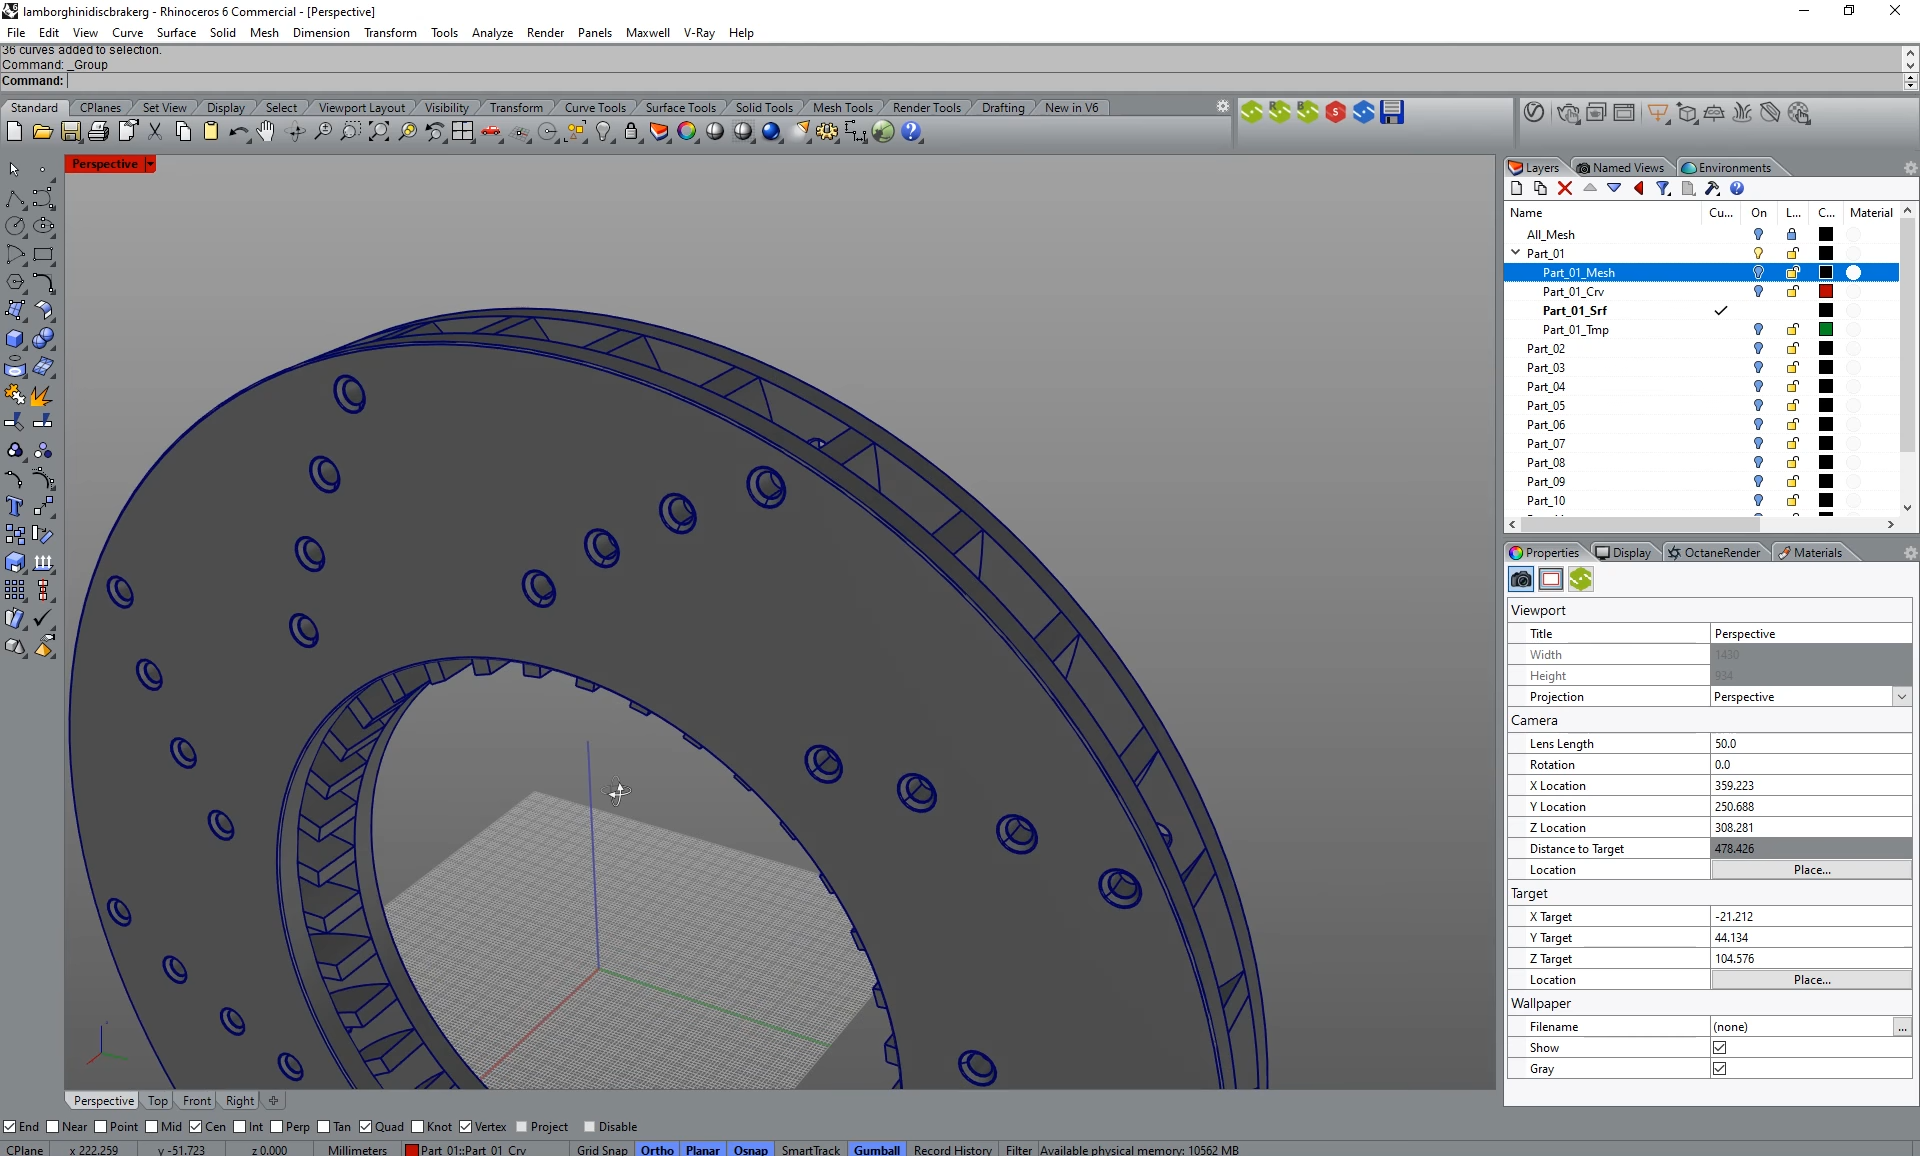 lamborghinidiscbrakerg - Rhinoceros 6 Commercial - [Perspective]
File Edit View Curve Surface Solid Mesh Dimension Transform Tools Analyze Render Panels Maxwell V-Ray Help
36 curves added to selection.
Command: _Group
Command:
Standard CPlanes Set View Display Select Viewport Layout Visibility Transform Curve Tools Surface Tools Solid Tools Mesh Tools Render Tools Drafting New in V6
Perspective
Layers Named Views Environments
Name Cu... On L... C... Material
All_Mesh
Part_01
Part_01_Mesh
Part_01_Crv
Part_01_Srf
Part_01_Tmp
Part_02
Part_03
Part_04
Part_05
Part_06
Part_07
Part_08
Part_09
Part_10
Properties Display OctaneRender Materials
Viewport
Title Perspective
Width 1430
Height 934
Projection Perspective
Camera
Lens Length 50.0
Rotation 0.0
X Location 359.223
Y Location 250.688
Z Location 308.281
Distance to Target 478.426
Location Place...
Target
X Target -21.212
Y Target 44.134
Z Target 104.576
Location Place...
Wallpaper
Filename (none) ...
Show
Gray
Perspective Top Front Right
End Near Point Mid Cen Int Perp Tan Quad Knot Vertex Project Disable
CPlane x 222.259 y -51.723 z 0.000 Millimeters Part_01::Part_01_Crv Grid Snap Ortho Planar Osnap SmartTrack Gumball Record History Filter Available physical memory: 10562 MB